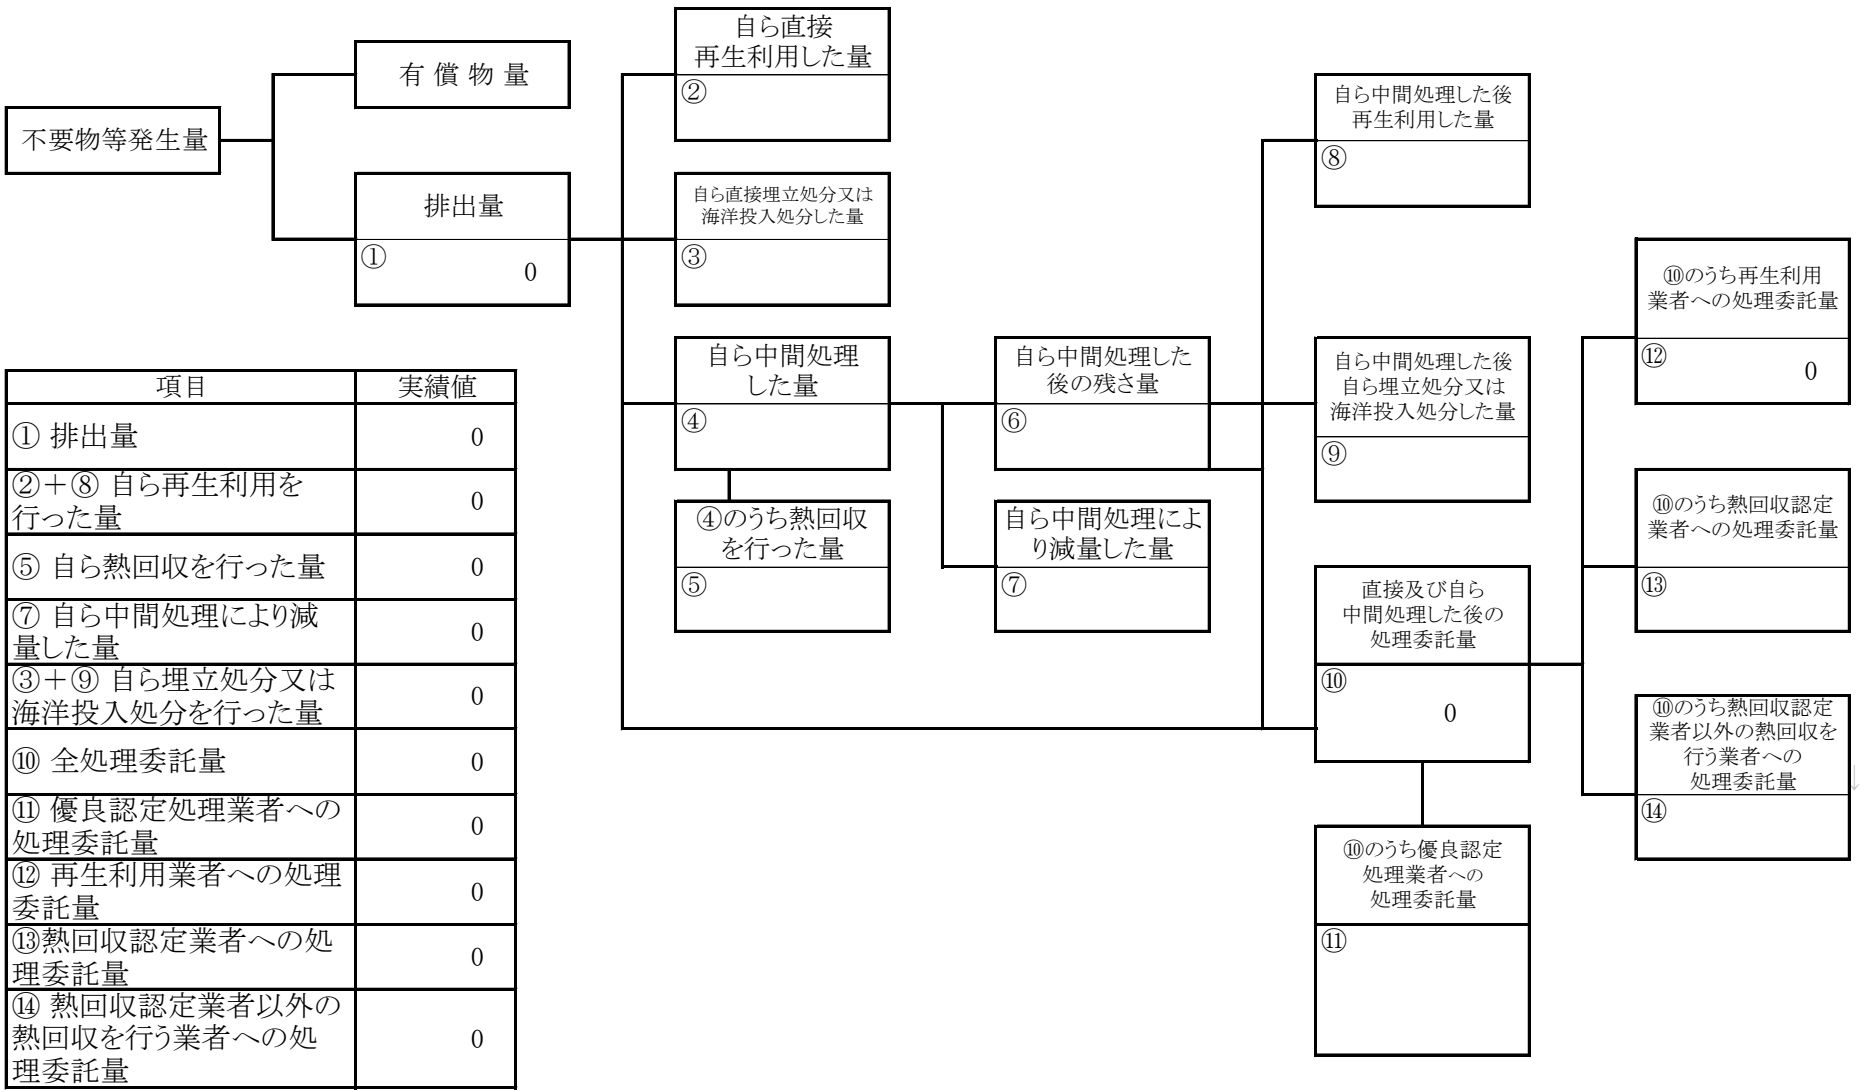 不要物等発生量
有 償 物 量
排出量
①
0
自ら直接
再生利用した量
②
自ら直接埋立処分又は
海洋投入処分した量
③
自ら中間処理
した量
④
④のうち熱回収
を行った量
⑤
自ら中間処理した
後の残さ量
⑥
自ら中間処理によ
り減量した量
⑦
自ら中間処理した後
再生利用した量
⑧
自ら中間処理した後
自ら埋立処分又は
海洋投入処分した量
⑨
直接及び自ら
中間処理した後の
処理委託量
⑩
0
⑩のうち優良認定
処理業者への
処理委託量
⑪
⑩のうち再生利用
業者への処理委託量
⑫
0
⑩のうち熱回収認定
業者への処理委託量
⑬
⑩のうち熱回収認定
業者以外の熱回収を
行う業者への
処理委託量
⑭
↓
項目 実績値
① 排出量 0
②+⑧ 自ら再生利用を
行った量 0
⑤ 自ら熱回収を行った量 0
⑦ 自ら中間処理により減
量した量 0
③+⑨ 自ら埋立処分又は
海洋投入処分を行った量 0
⑩ 全処理委託量 0
⑪ 優良認定処理業者への
処理委託量 0
⑫ 再生利用業者への処理
委託量 0
⑬熱回収認定業者への処
理委託量 0
⑭ 熱回収認定業者以外の
熱回収を行う業者への処
理委託量 0